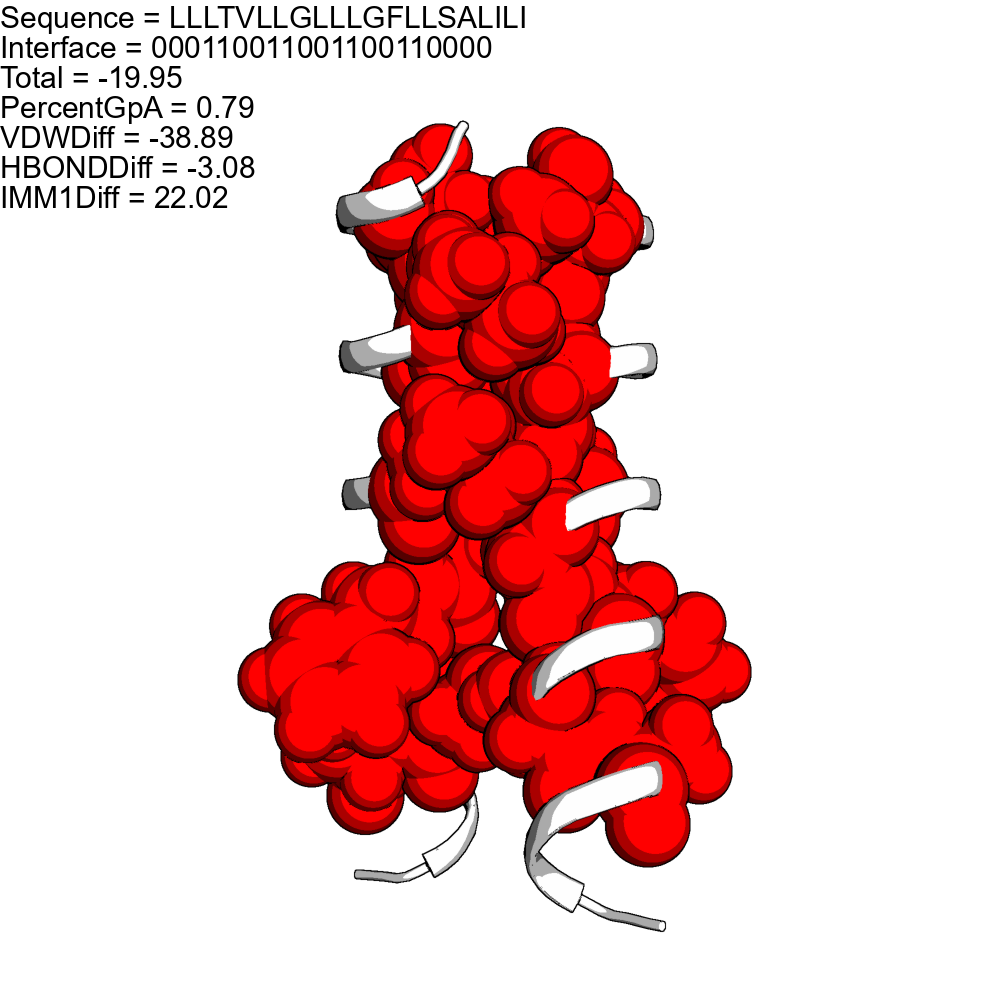 Sequence = LLLTVLLGLLLGFLLSALILI
Interface = 000110011001100110000
Total = -19.95
PercentGpA = 0.79
VDWDiff = -38.89
HBONDDiff = -3.08
IMM1Diff = 22.02